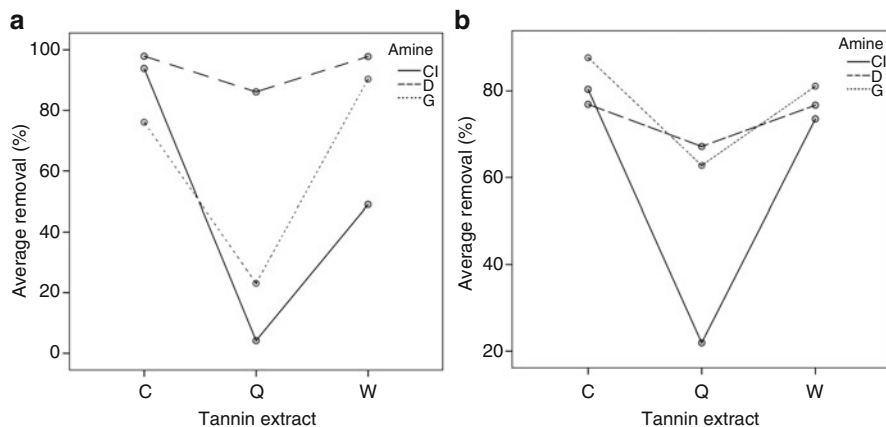 a
100
80
60
40
20
0
Average removal (%)
C Q W
Tannin extract
Amine
CI
D
G
b
80
60
40
20
Average removal (%)
C Q W
Tannin extract
Amine
CI
D
G